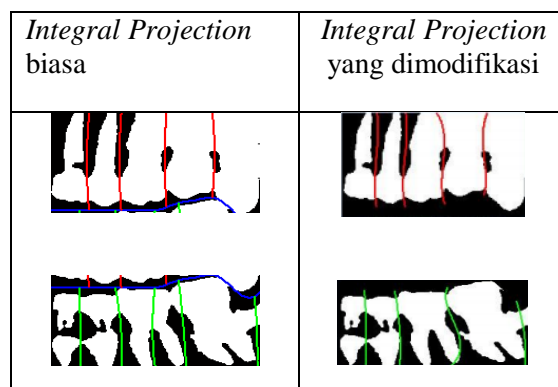 Integral Projection
biasa
Integral Projection
yang dimodifikasi